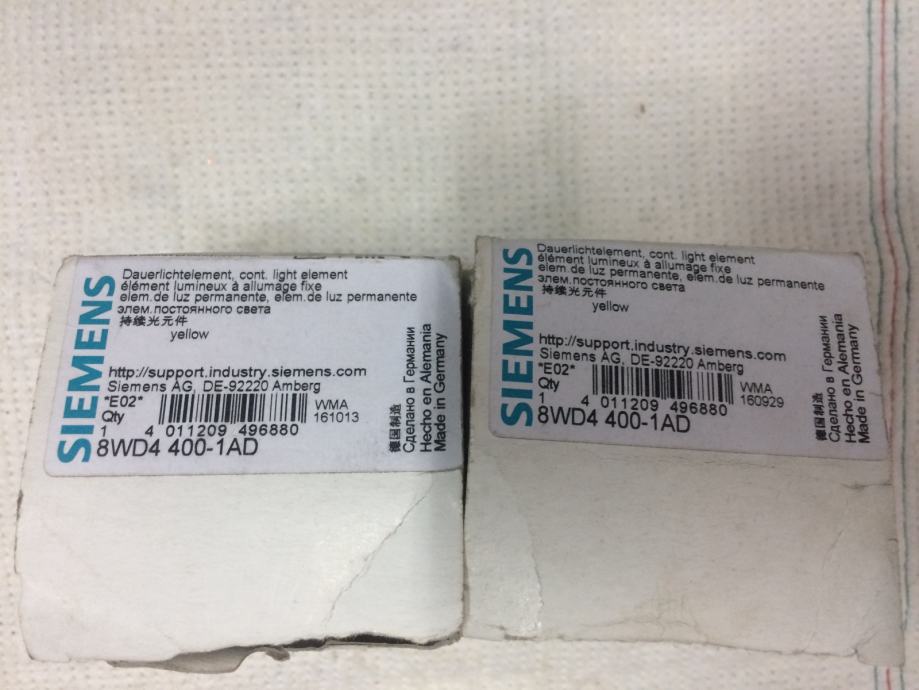 SIEMENS
Dauerlichtelement, cont. light element
élément lumineux à allumage fixe
elem.de luz permanente, elem.de luz permanente
элем.постоянного света
持续光元件
yellow
http://support.industry.siemens.com
Siemens AG, DE-92220 Amberg
*E02*
WMA
Qty
161013
1
4 011209 496880
8WD4 400-1AD
德国制造
Сделано в Германии
Hecho en Alemania
Made in Germany
SIEMENS
Dauerlichtelement, cont. light element
élément lumineux à allumage fixe
elem.de luz permanente, elem.de luz permanente
элем.постоянного света
持续光元件
yellow
http://support.industry.siemens.com
Siemens AG, DE-92220 Amberg
*E02*
WMA
Qty
160929
1
4 011209 496880
8WD4 400-1AD
德国制造
Сделано в Германии
Hecho en Alemania
Made in Germany